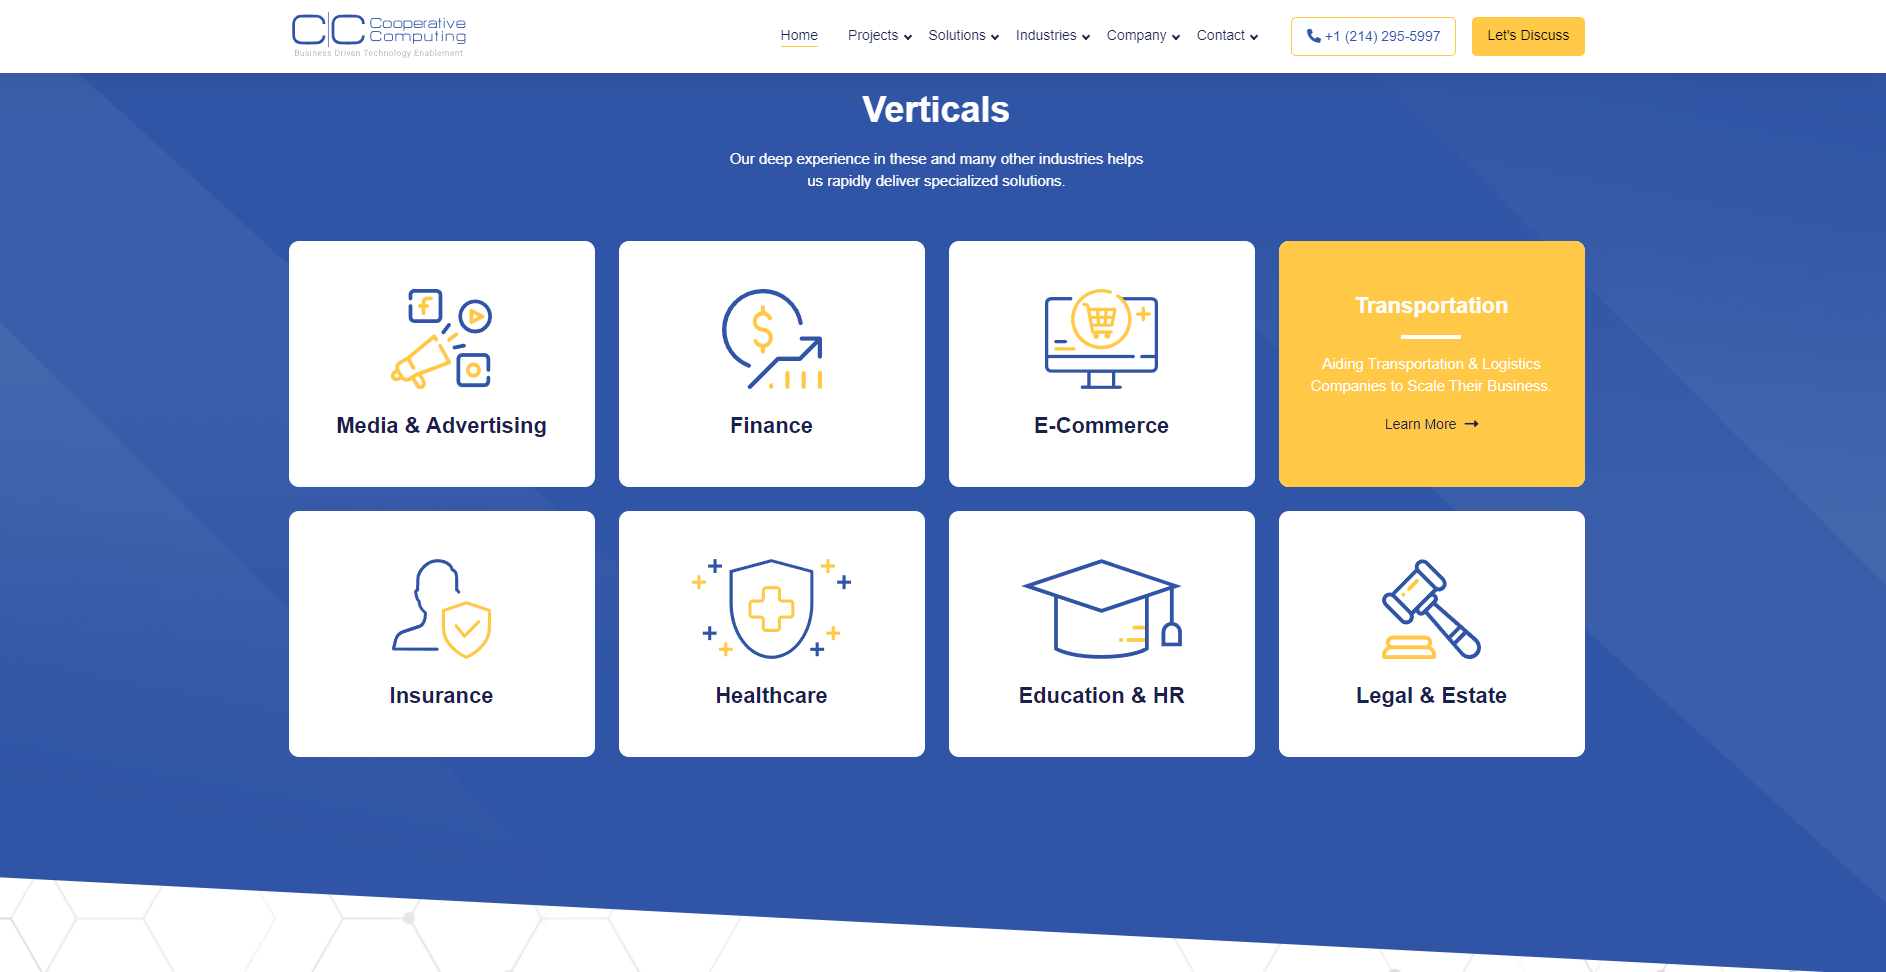 Cooperative
Computing
Business Driven Technology Enablement
Home
Projects
Solutions
Industries
Company
Contact
+1 (214) 295-5997
Let's Discuss
Verticals
Our deep experience in these and many other industries helps
us rapidly deliver specialized solutions.
Media & Advertising
Finance
E-Commerce
Transportation
Aiding Transportation & Logistics
Companies to Scale Their Business.
Learn More
Insurance
Healthcare
Education & HR
Legal & Estate